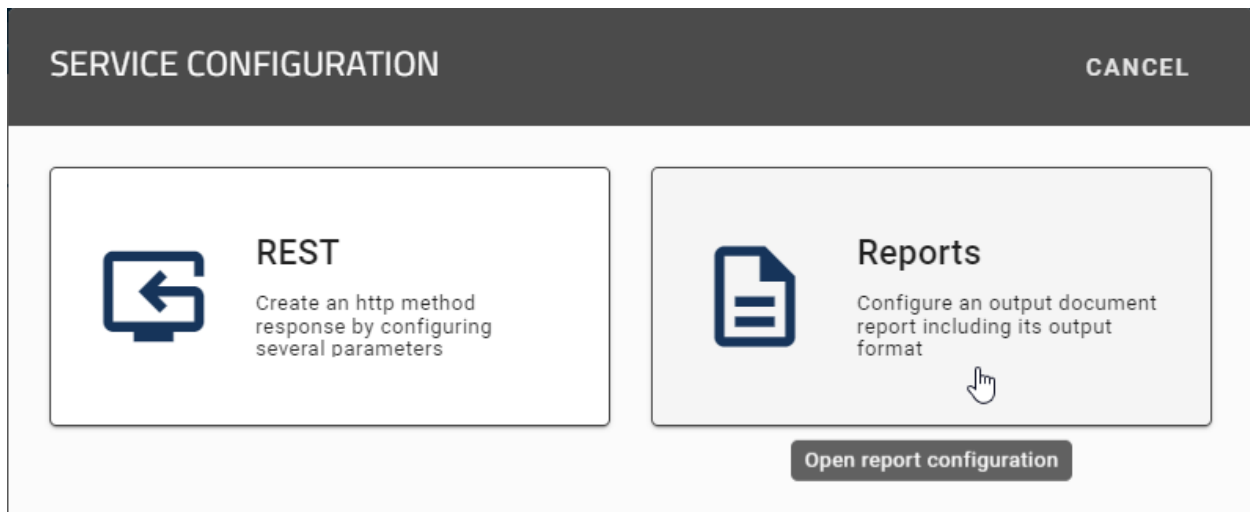 SERVICE CONFIGURATION
CANCEL
REST
Create an http method
response by configuring
several parameters
Reports
Configure an output document
report including its output
format
Open report configuration